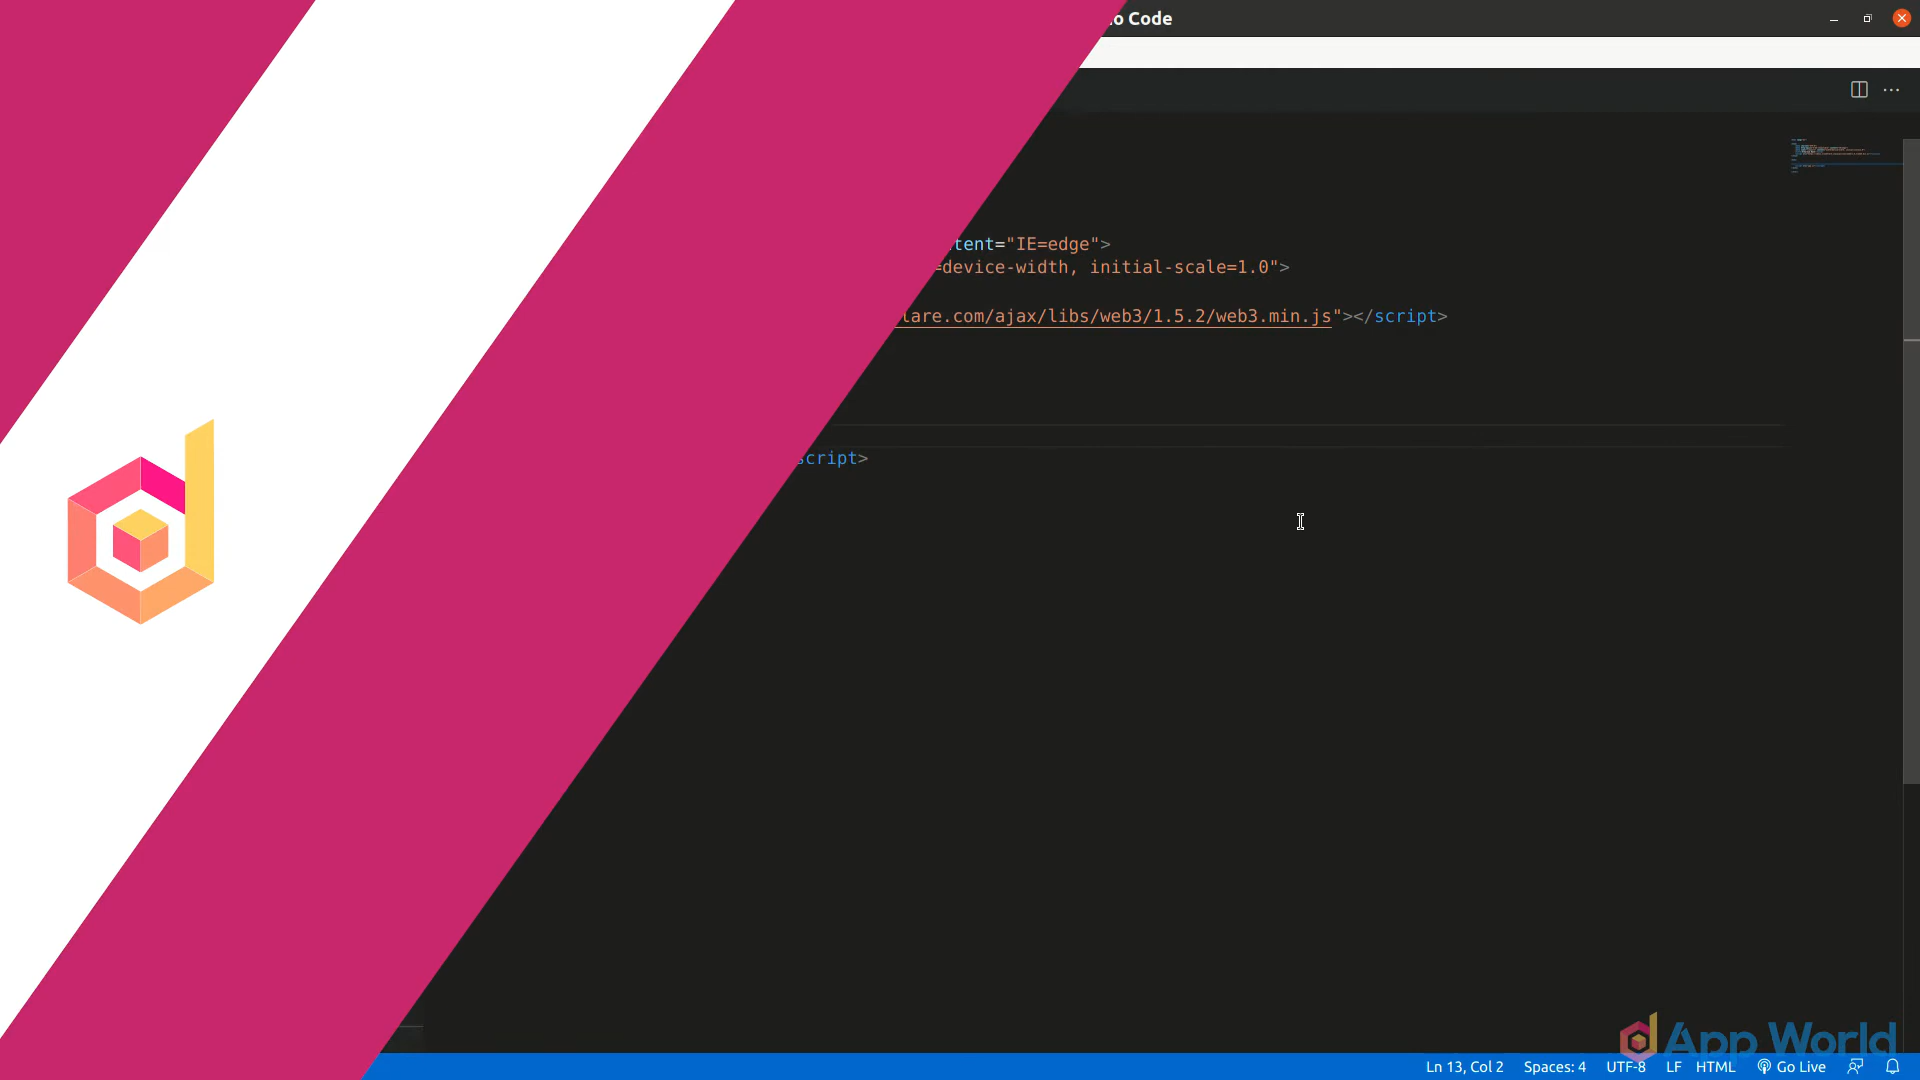 o Code
tent="IE=edge">
=device-width, initial-scale=1.0">
lare.com/ajax/libs/web3/1.5.2/web3.min.js"></script>
script>
App World
Ln 13, Col 2 Spaces: 4 UTF-8 LF HTML Go Live